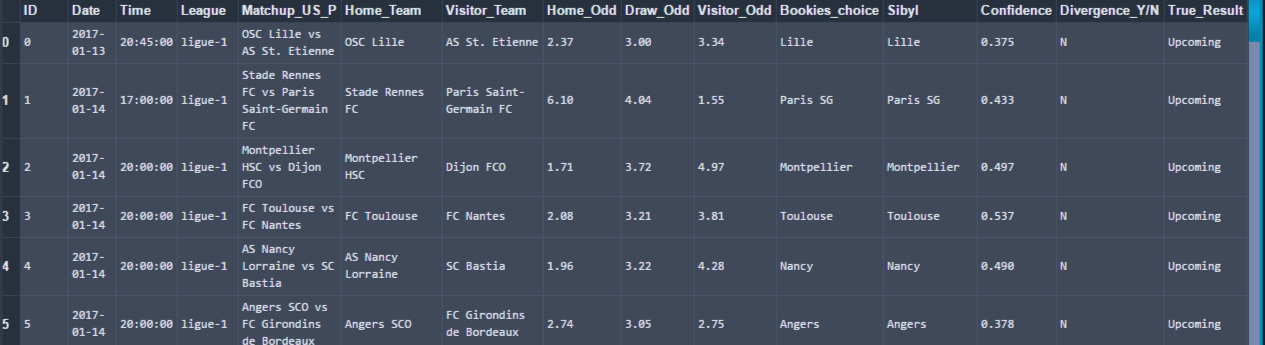 ID Date Time League Matchup_US_P Home_Team Visitor_Team Home_Odd Draw_Odd Visitor_Odd Bookies_choice Sibyl Confidence Divergence_Y/N True_Result
0 0 2017-01-13 20:45:00 ligue-1 OSC Lille vs AS St. Etienne OSC Lille AS St. Etienne 2.37 3.00 3.34 Lille Lille 0.375 N Upcoming
1 1 2017-01-14 17:00:00 ligue-1 Stade Rennes FC vs Paris Saint-Germain FC Stade Rennes FC Paris Saint-Germain FC 6.10 4.04 1.55 Paris SG Paris SG 0.433 N Upcoming
2 2 2017-01-14 20:00:00 ligue-1 Montpellier HSC vs Dijon FCO Montpellier HSC Dijon FCO 1.71 3.72 4.97 Montpellier Montpellier 0.497 N Upcoming
3 3 2017-01-14 20:00:00 ligue-1 FC Toulouse vs FC Nantes FC Toulouse FC Nantes 2.08 3.21 3.81 Toulouse Toulouse 0.537 N Upcoming
4 4 2017-01-14 20:00:00 ligue-1 AS Nancy Lorraine vs SC Bastia AS Nancy Lorraine SC Bastia 1.96 3.22 4.28 Nancy Nancy 0.490 N Upcoming
5 5 2017-01-14 20:00:00 ligue-1 Angers SCO vs FC Girondins de Bordeaux Angers SCO FC Girondins de Bordeaux 2.74 3.05 2.75 Angers Angers 0.378 N Upcoming